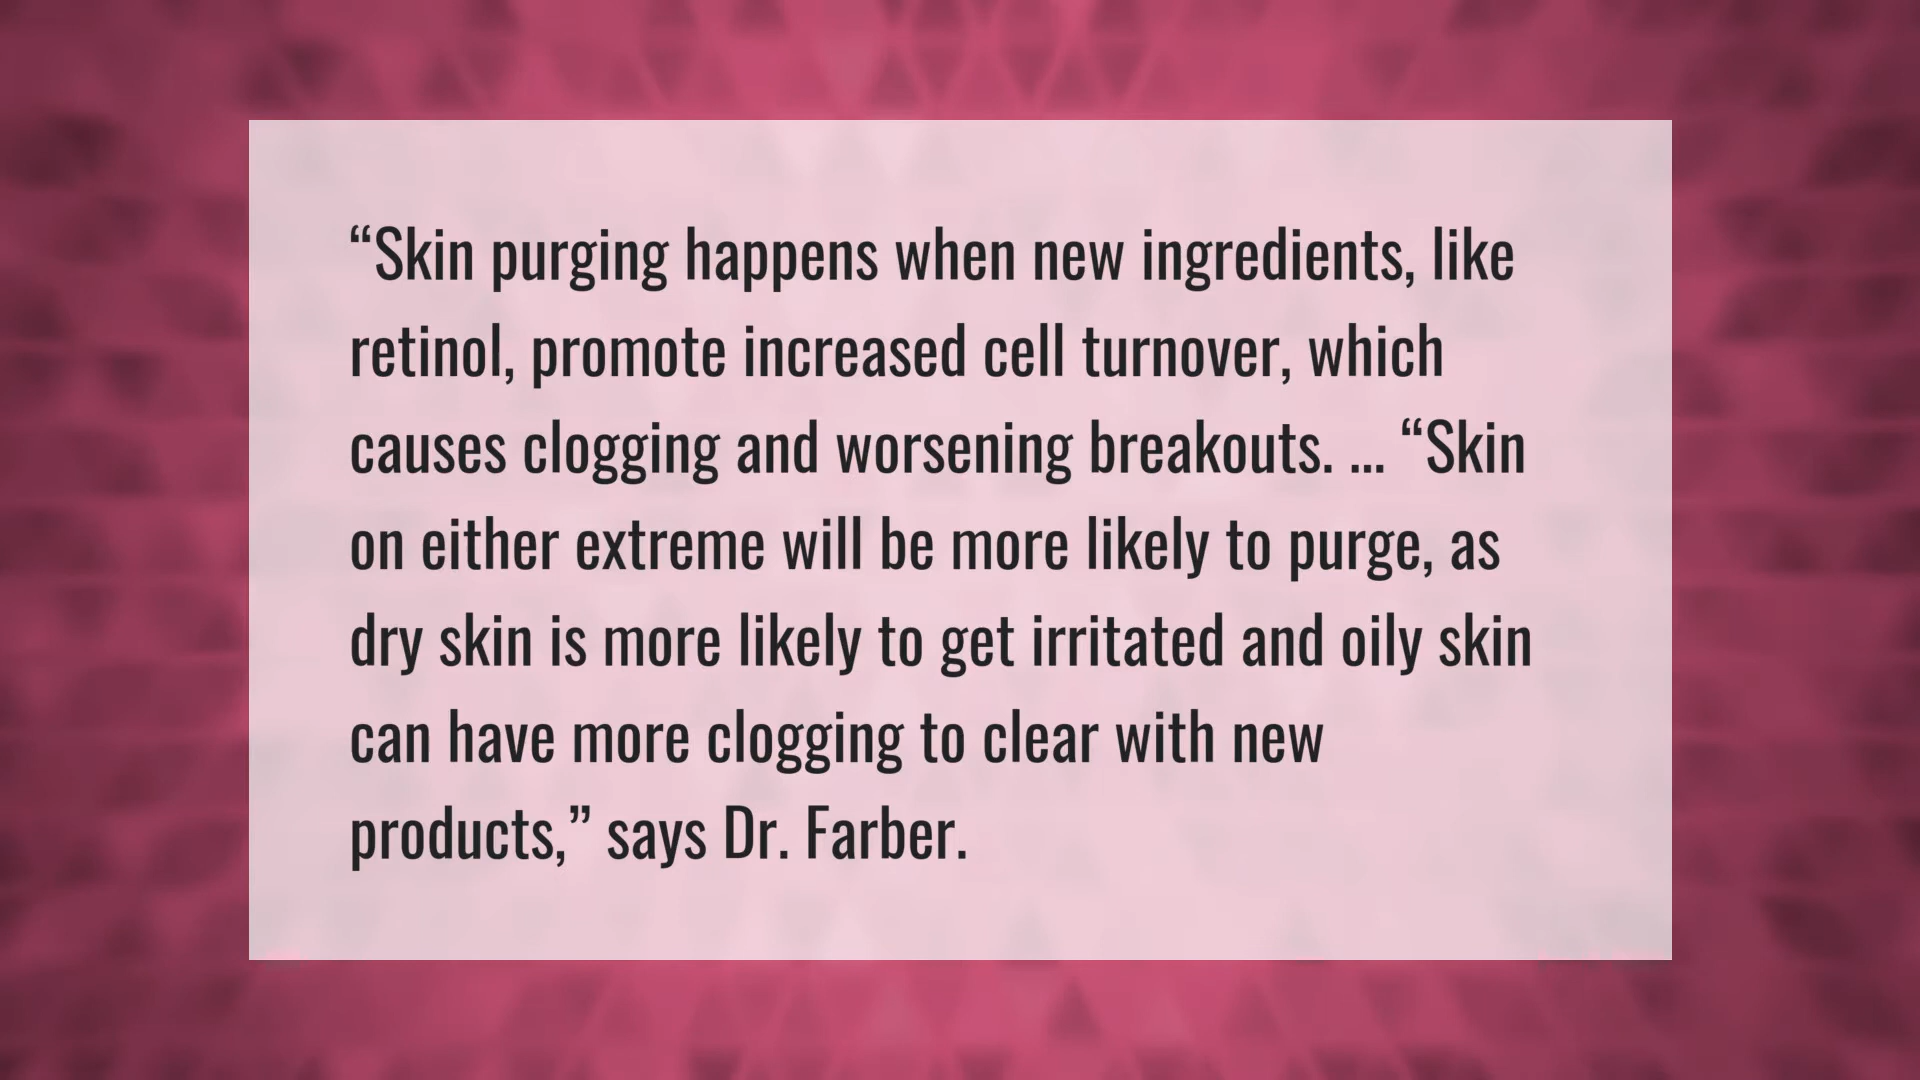 “Skin purging happens when new ingredients, like
retinol, promote increased cell turnover, which
causes clogging and worsening breakouts. ... “Skin
on either extreme will be more likely to purge, as
dry skin is more likely to get irritated and oily skin
can have more clogging to clear with new
products,” says Dr. Farber.